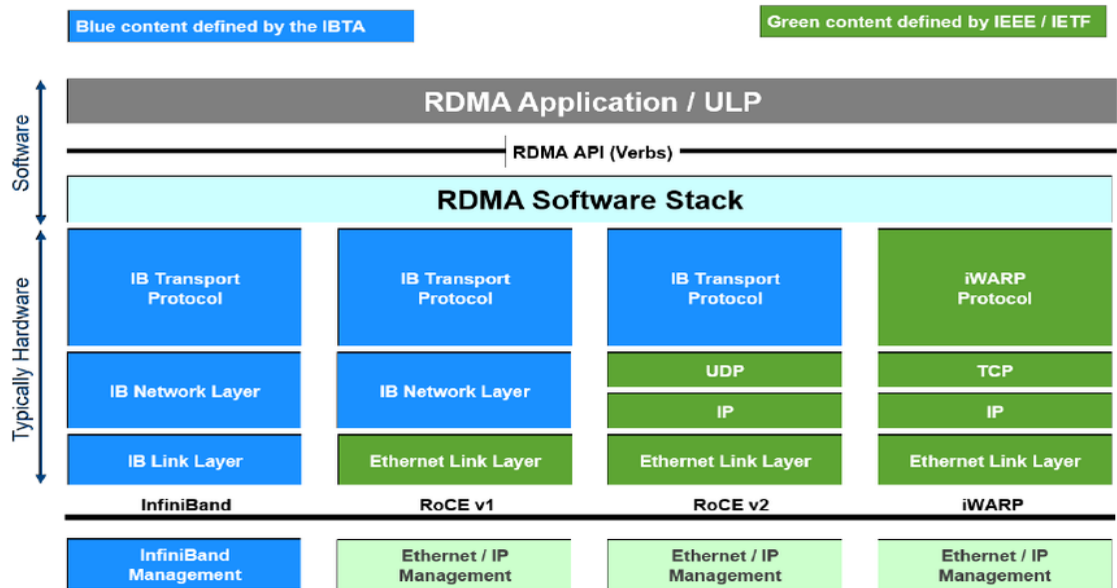 Blue content defined by the IBTA
Green content defined by IEEE / IETF
Software
RDMA Application / ULP
RDMA API (Verbs)
RDMA Software Stack
Typically Hardware
IB Transport
Protocol
IB Transport
Protocol
IB Transport
Protocol
iWARP
Protocol
IB Network Layer
IB Network Layer
UDP
TCP
IP
IP
IB Link Layer
Ethernet Link Layer
Ethernet Link Layer
Ethernet Link Layer
InfiniBand
RoCE v1
RoCE v2
iWARP
InfiniBand
Management
Ethernet / IP
Management
Ethernet / IP
Management
Ethernet / IP
Management